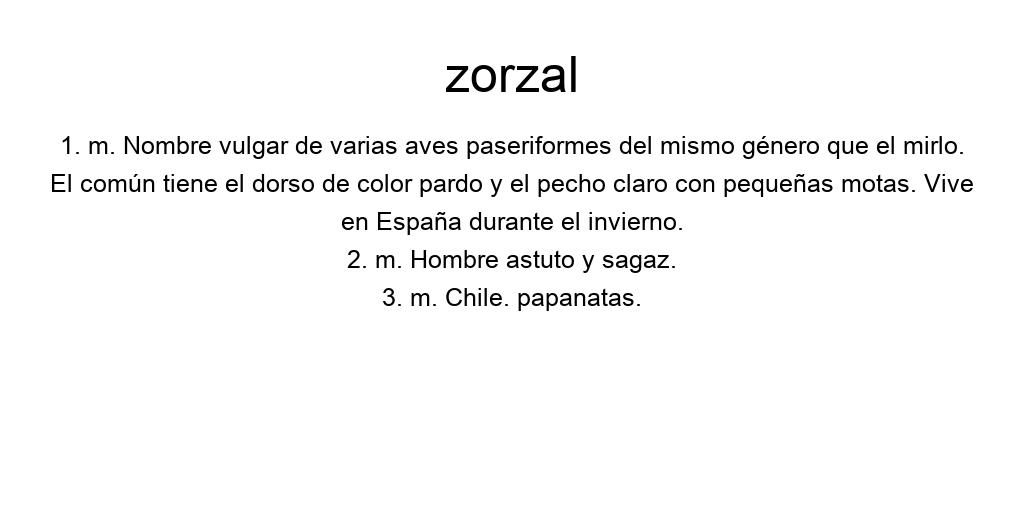 zorzal
1. m. Nombre vulgar de varias aves paseriformes del mismo género que el mirlo.
El común tiene el dorso de color pardo y el pecho claro con pequeñas motas. Vive
en España durante el invierno.
2. m. Hombre astuto y sagaz.
3. m. Chile. papanatas.